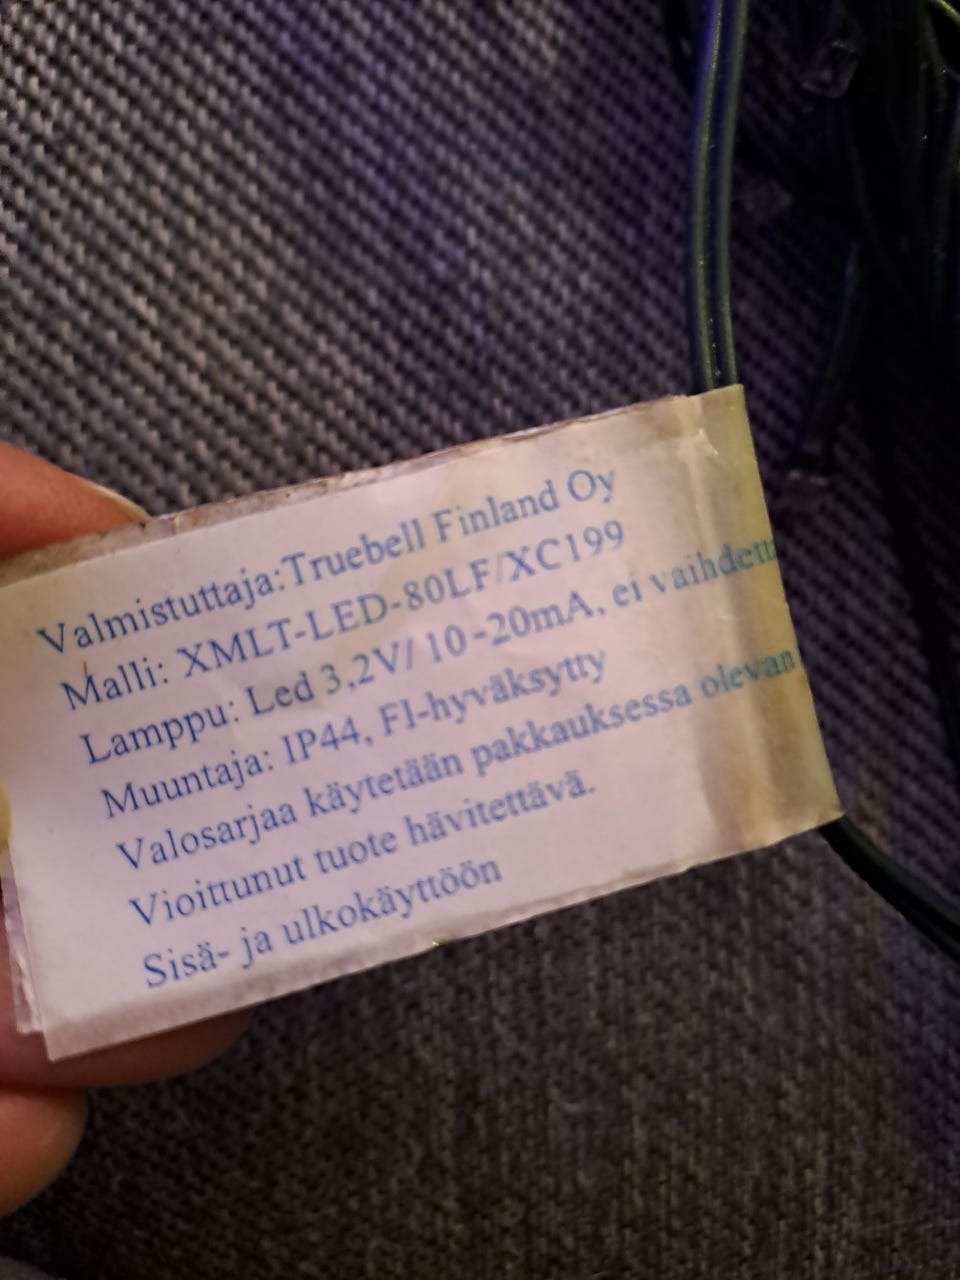 Valmistuttaja:Truebell Finland Oy
Malli: XMLT-LED-80LF/XC199
Lamppu: Led 3,2V/ 10 -20mA, ei
Muuntaja: IP44, FI-hyväksytty
Valosarjaa käytetään pakkauksessa olevan
Vioittunut tuote hävitettävä.
Sisä- ja ulkokäyttöön